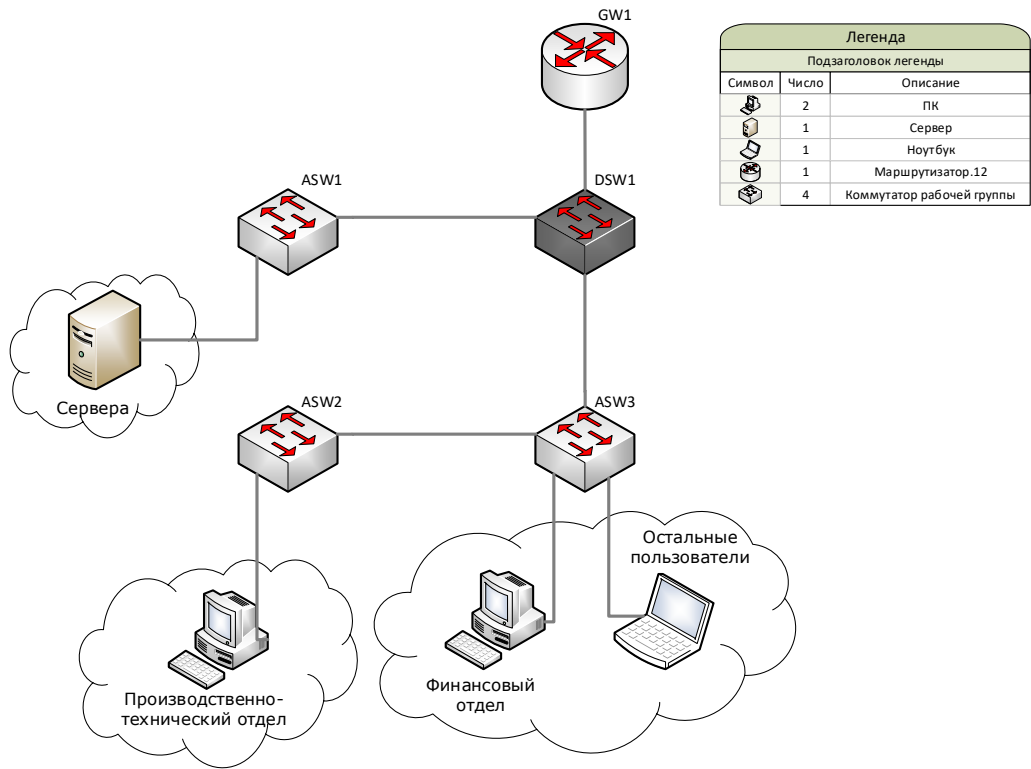 GW1
Легенда
Подзаголовок легенды
Символ Число Описание
2 ПК
1 Сервер
1 Ноутбук
1 Маршрутизатор.12
4 Коммутатор рабочей группы
ASW1
DSW1
Сервера
ASW2
ASW3
Остальные
пользователи
Производственно-
технический отдел
Финансовый
отдел